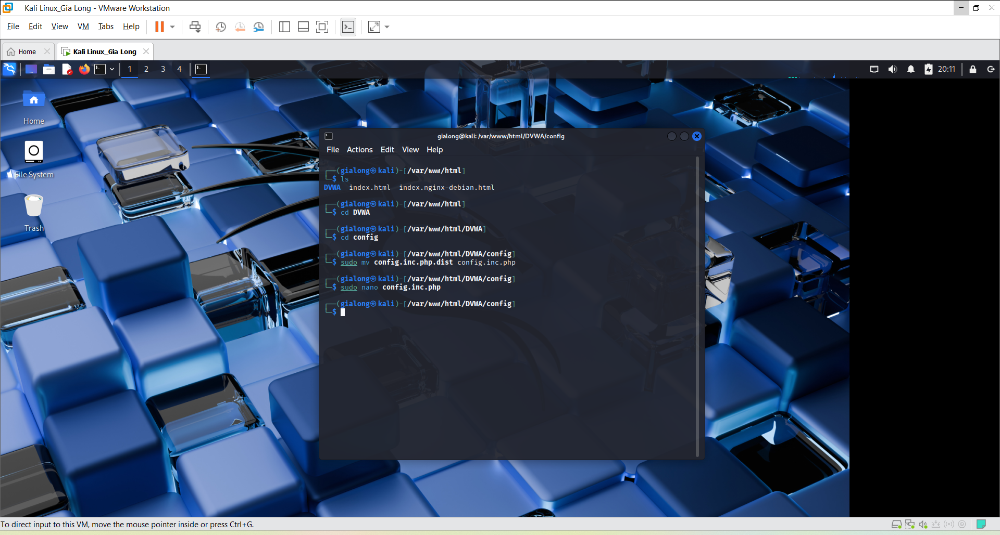 Kali Linux_Gia Long - VMware Workstation
File Edit View VM Tabs Help
Home Kali Linux_Gia Long
1 2 3 4 20:11
Home
File System
Trash
gialong@kali: /var/www/html/DVWA/config
File Actions Edit View Help
┌──(gialong㉿kali)-[/var/www/html]
└─$ ls
DVWA index.html index.nginx-debian.html
┌──(gialong㉿kali)-[/var/www/html]
└─$ cd DVWA
┌──(gialong㉿kali)-[/var/www/html/DVWA]
└─$ cd config
┌──(gialong㉿kali)-[/var/www/html/DVWA/config]
└─$ sudo mv config.inc.php.dist config.inc.php
┌──(gialong㉿kali)-[/var/www/html/DVWA/config]
└─$ sudo nano config.inc.php
┌──(gialong㉿kali)-[/var/www/html/DVWA/config]
└─$
To direct input to this VM, move the mouse pointer inside or press Ctrl+G.